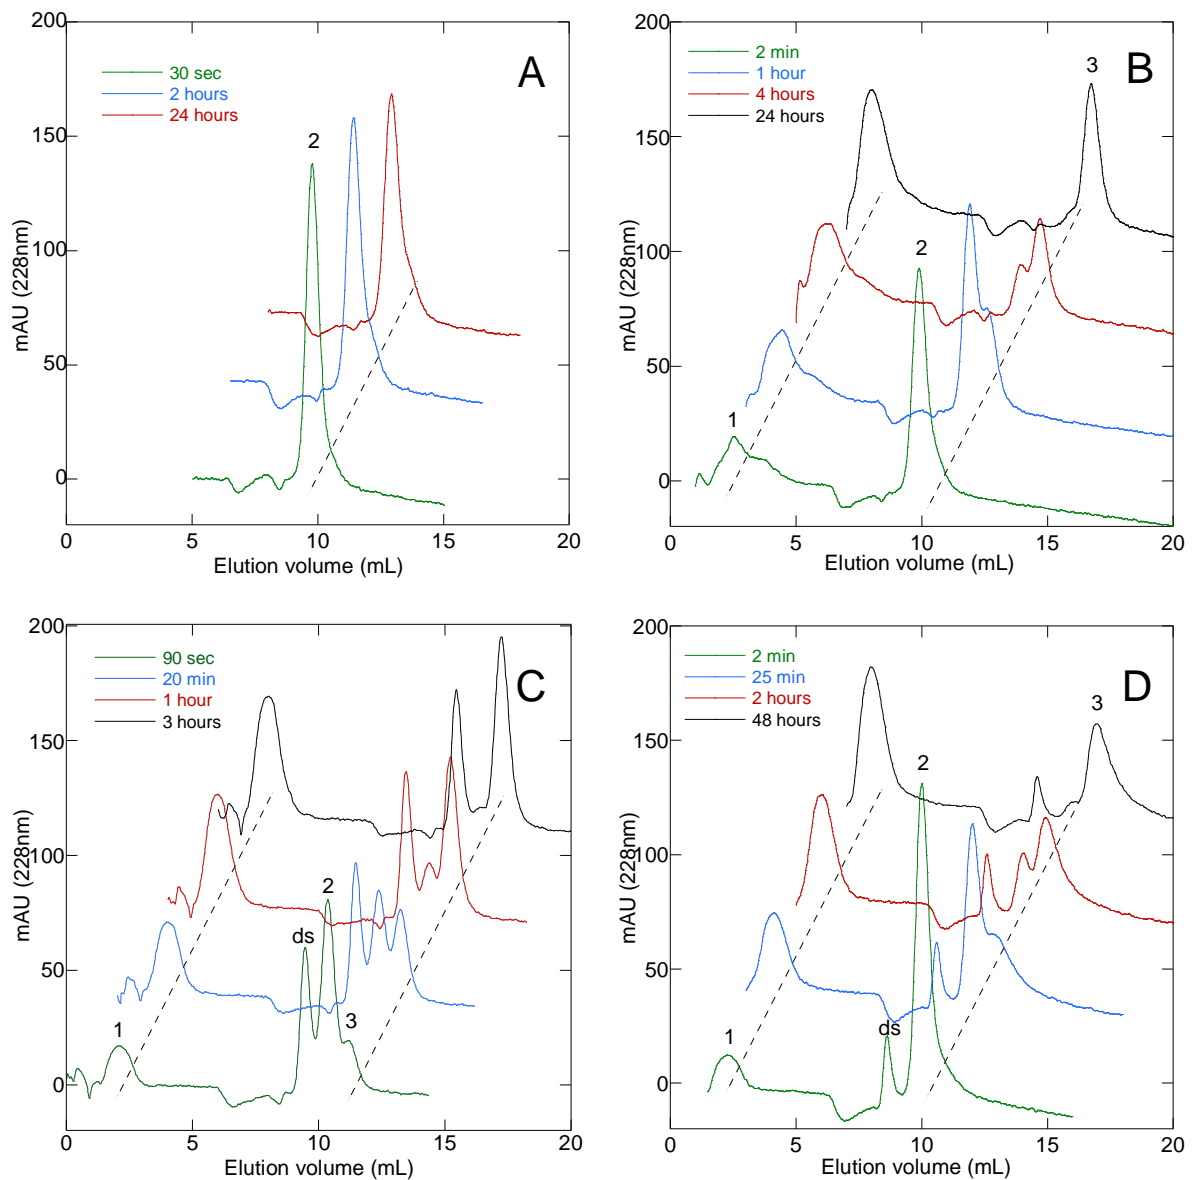 A
30 sec
2 hours
24 hours
2
200
150
100
50
0
mAU (228nm)
0
5
10
15
20
Elution volume (mL)
B
2 min
1 hour
4 hours
24 hours
1
2
3
200
150
100
50
0
mAU (228nm)
0
5
10
15
20
Elution volume (mL)
C
90 sec
20 min
1 hour
3 hours
1
ds
2
3
200
150
100
50
0
mAU (228nm)
0
5
10
15
20
Elution volume (mL)
D
2 min
25 min
2 hours
48 hours
1
ds
2
3
200
150
100
50
0
mAU (228nm)
0
5
10
15
20
Elution volume (mL)